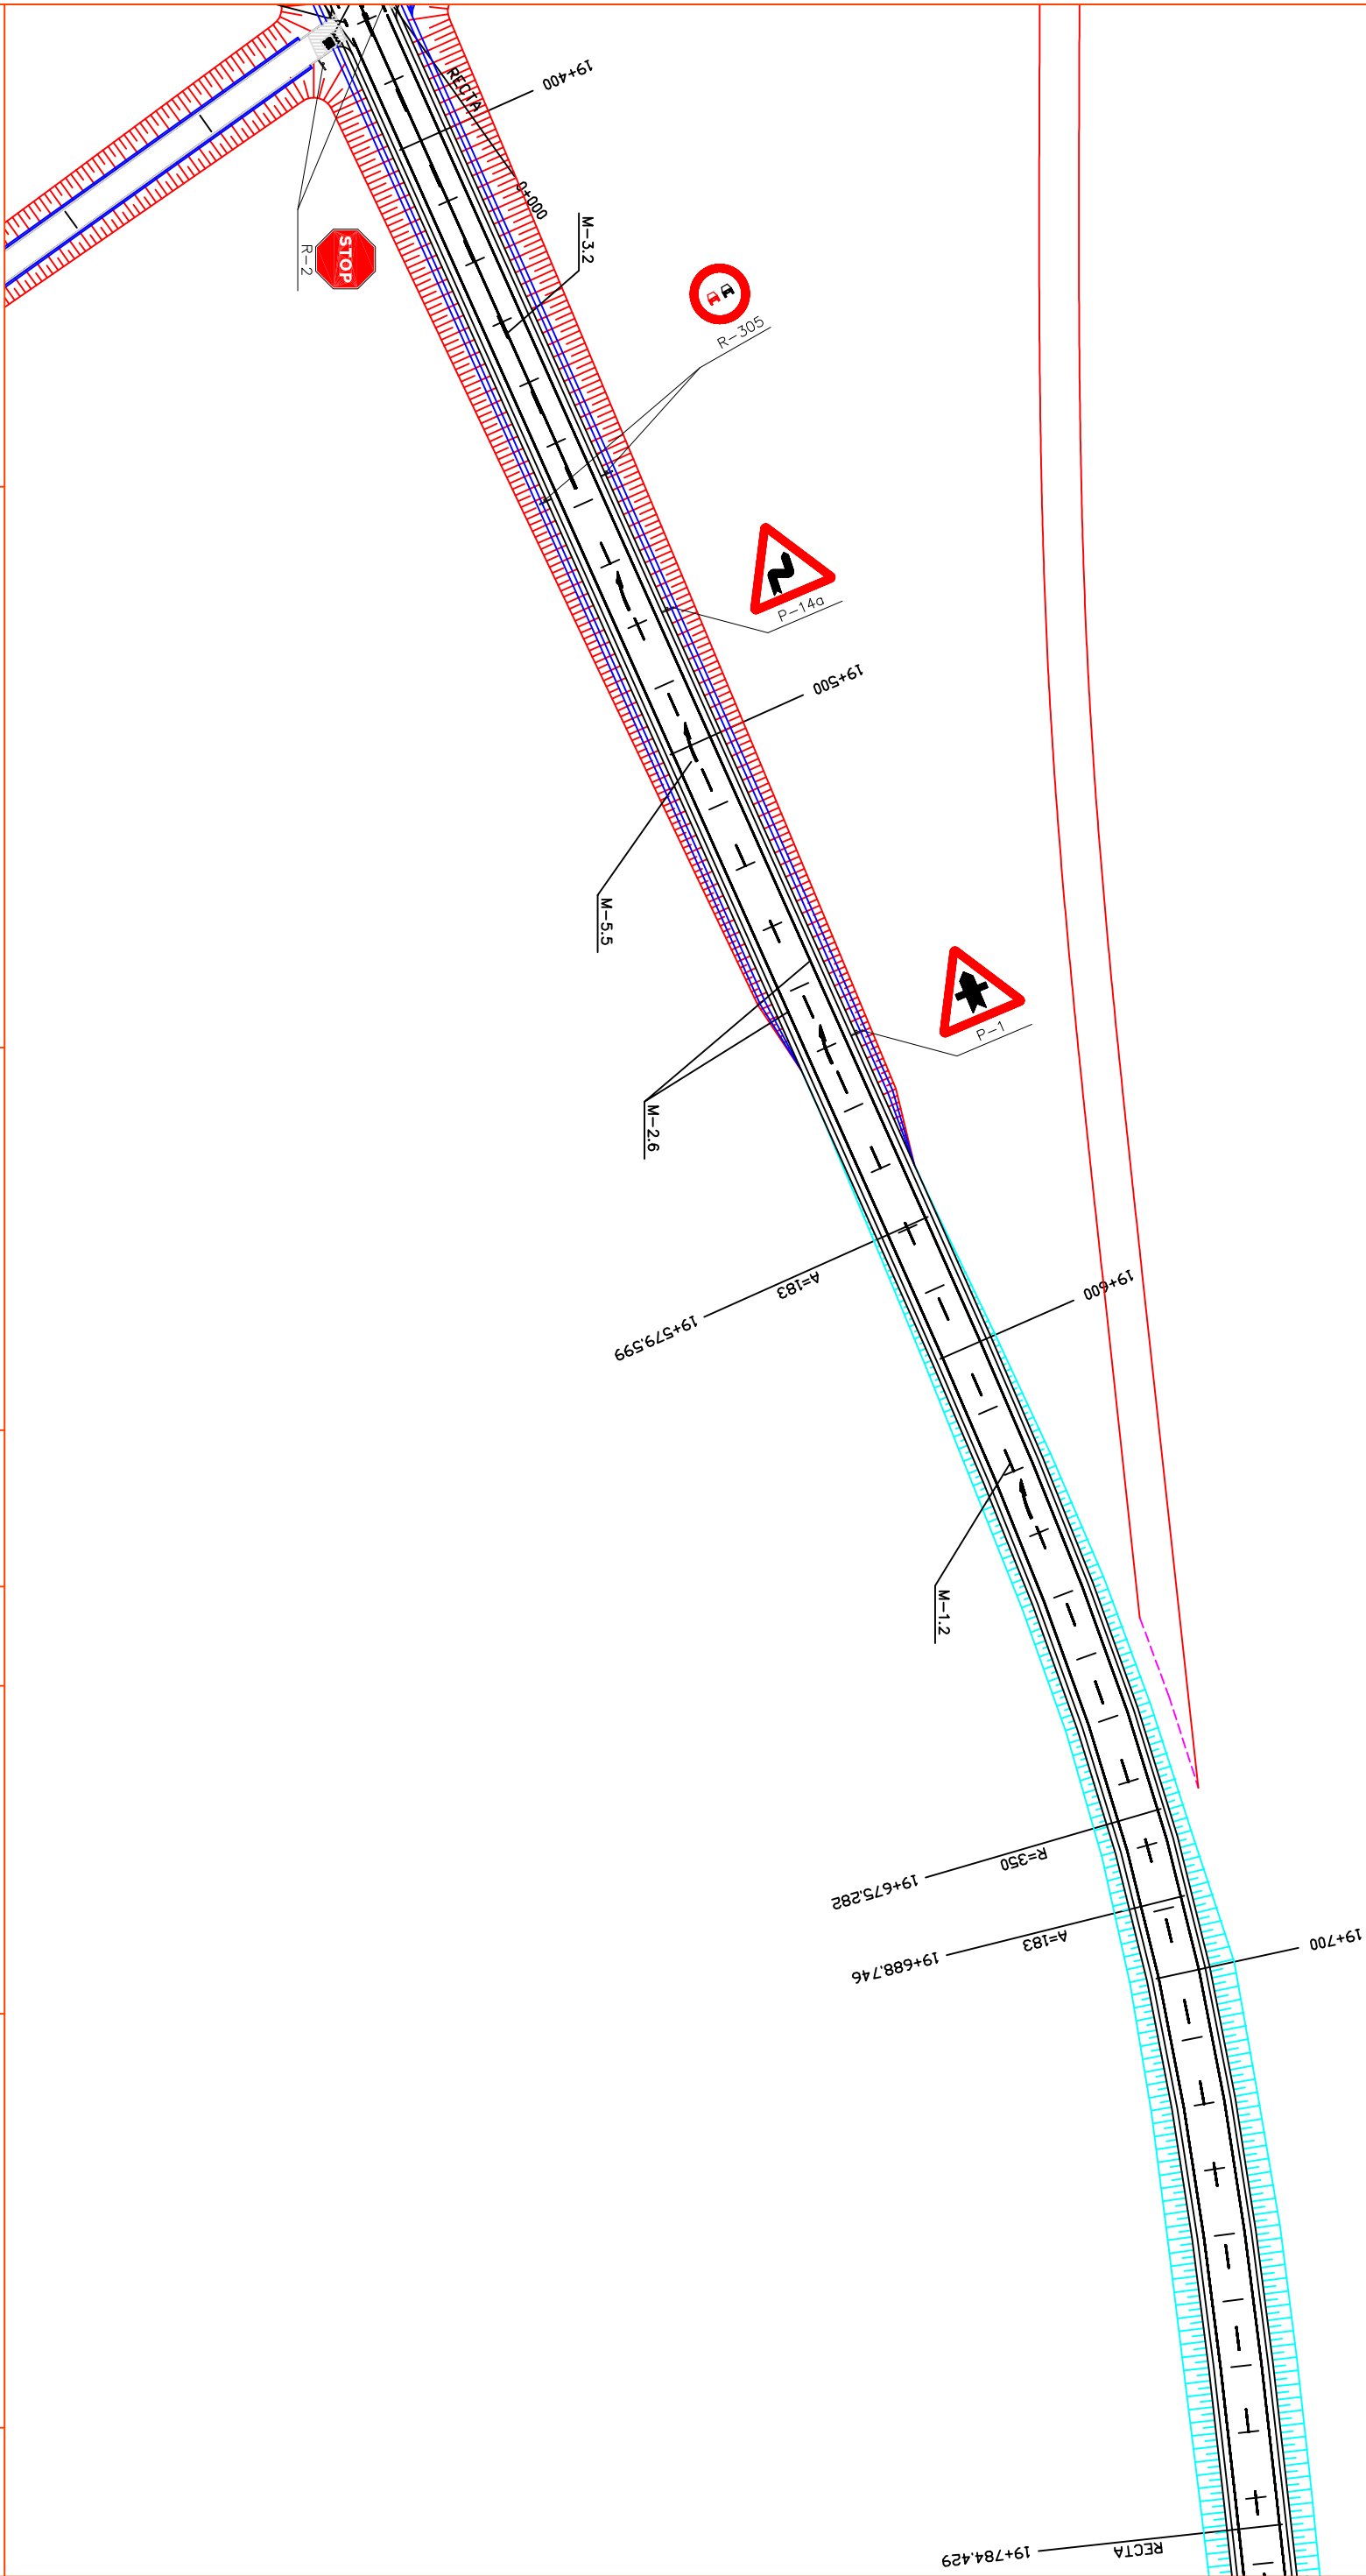 19+400
RECTA
0+000
M-3.2
R-2
STOP
R-305
P-14a
19+500
M-5.5
P-1
M-2.6
A=183
19+579.599
19+600
M-1.2
R=350
19+675.282
A=183
19+688.746
19+700
RECTA
19+784.429